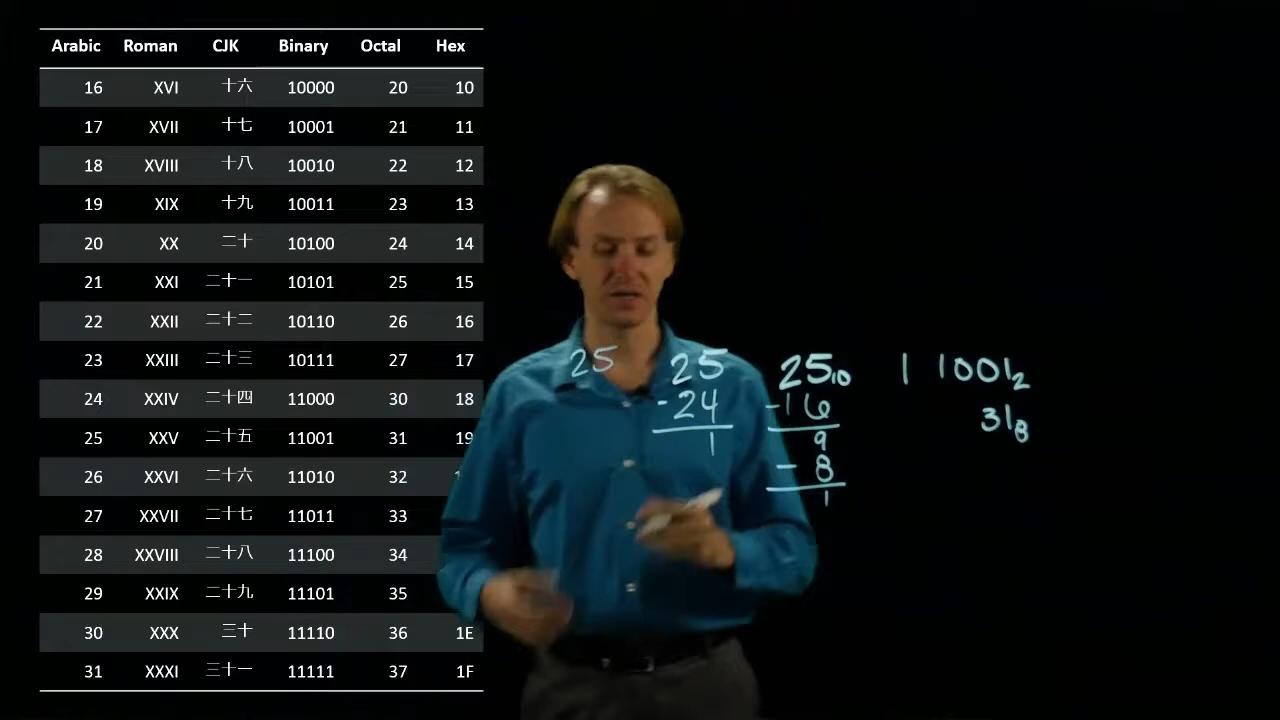 Arabic Roman CJK Binary Octal Hex
16 XVI 十六 10000 20 10
17 XVII 十七 10001 21 11
18 XVIII 十八 10010 22 12
19 XIX 十九 10011 23 13
20 XX 二十 10100 24 14
21 XXI 二十一 10101 25 15
22 XXII 二十二 10110 26 16
23 XXIII 二十三 10111 27 17
24 XXIV 二十四 11000 30 18
25 XXV 二十五 11001 31 19
26 XXVI 二十六 11010 32
27 XXVII 二十七 11011 33
28 XXVIII 二十八 11100 34
29 XXIX 二十九 11101 35
30 XXX 三十 11110 36 1E
31 XXXI 三十一 11111 37 1F
25
25
-24
1
25₁₀
-16
9
-8
1
1 1001₂
31₈